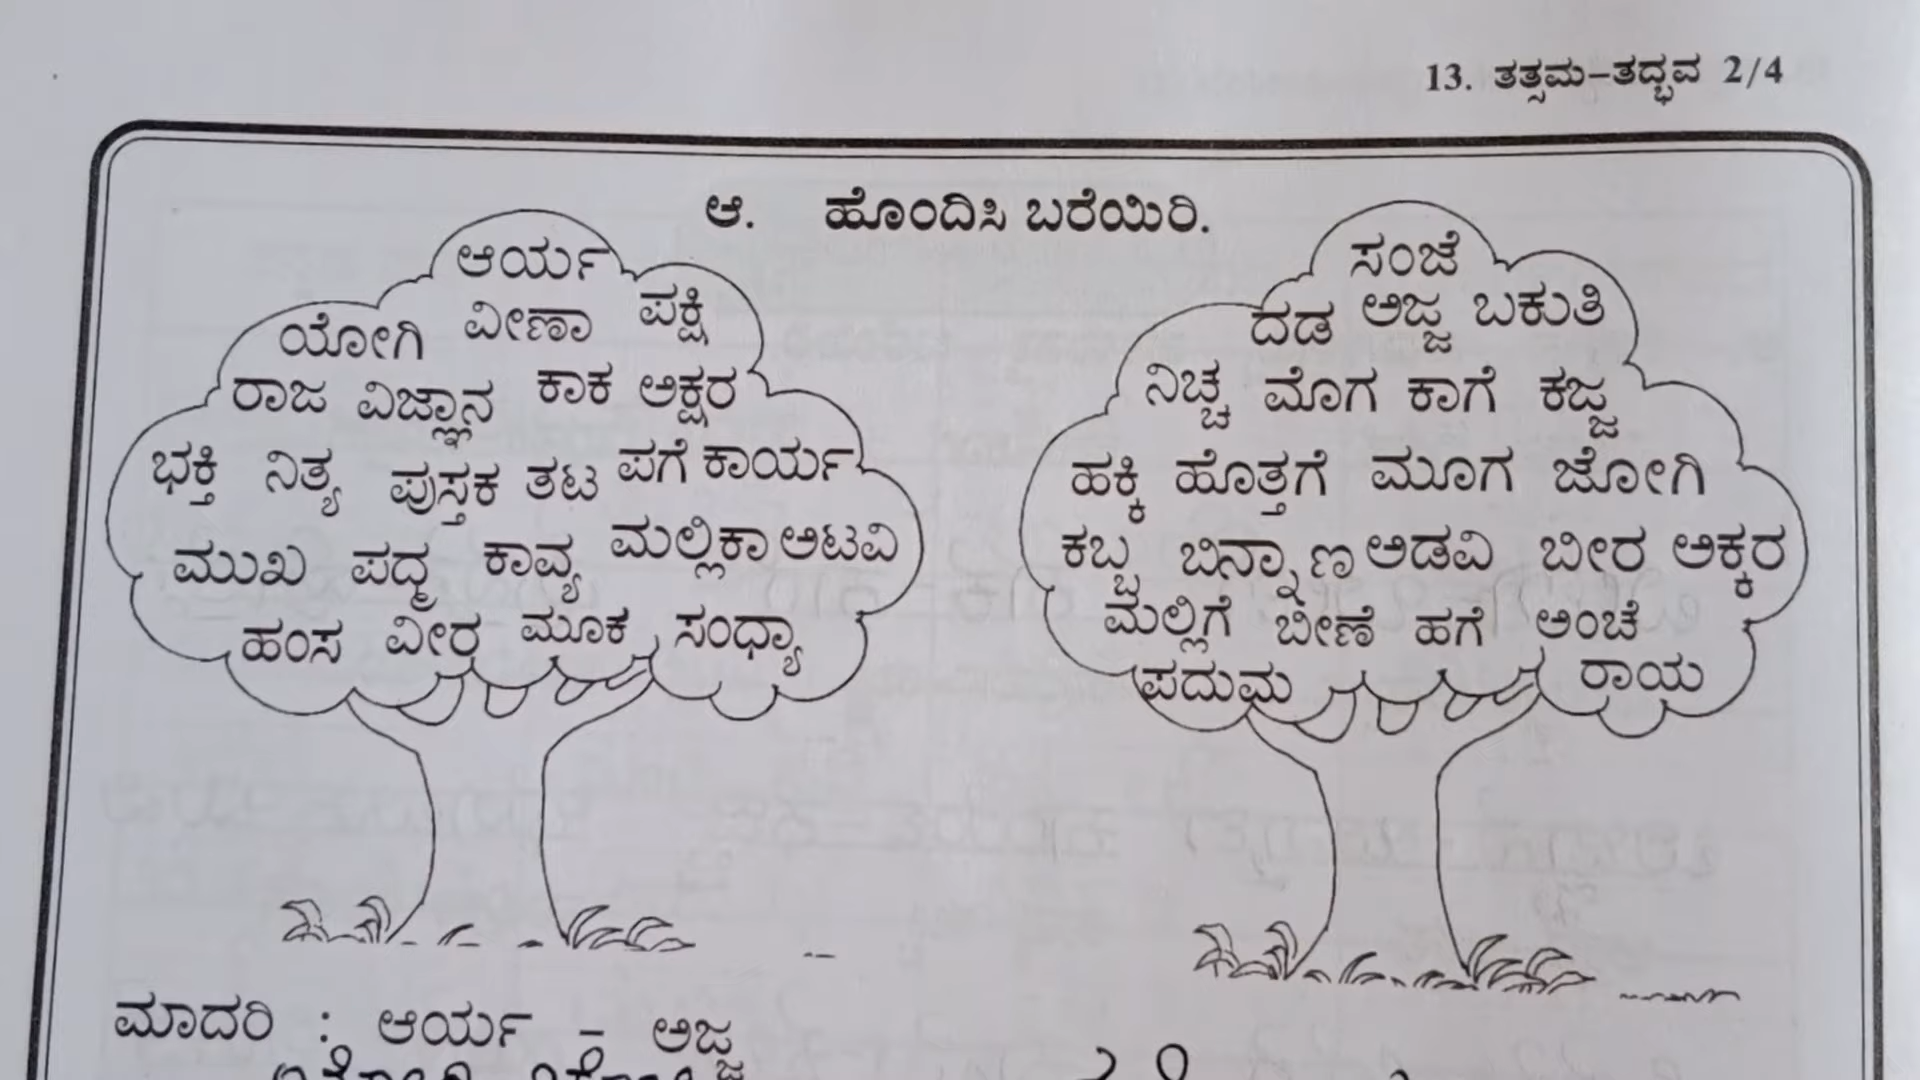 13. ತತ್ಸಮ–ತದ್ಭವ 2/4
ಆ. ಹೊಂದಿಸಿ ಬರೆಯಿರಿ.
ಆರ್ಯ
ವೀಣಾ ಪಕ್ಷಿ
ಯೋಗಿ
ರಾಜ ವಿಜ್ಞಾನ ಕಾಕ ಅಕ್ಷರ
ಭಕ್ತಿ ನಿತ್ಯ ಪುಸ್ತಕ ತಟ ಪಗೆ ಕಾರ್ಯ
ಮುಖ ಪದ್ಮ ಕಾವ್ಯ ಮಲ್ಲಿಕಾ ಅಟವಿ
ಹಂಸ ವೀರ ಮೂಕ ಸಂಧ್ಯಾ
ಸಂಜೆ
ದಡ ಅಜ್ಜ ಬಕುತಿ
ನಿಚ್ಚ ಮೊಗ ಕಾಗೆ ಕಜ್ಜ
ಹಕ್ಕಿ ಹೊತ್ತಗೆ ಮೂಗ ಜೋಗಿ
ಕಬ್ಬ ಬಿನ್ನಾಣ ಅಡವಿ ಬೀರ ಅಕ್ಕರ
ಮಲ್ಲಿಗೆ ಬೀಣೆ ಹಗೆ ಅಂಚೆ
ಪದುಮ ರಾಯ
ಮಾದರಿ : ಆರ್ಯ – ಅಜ್ಜ